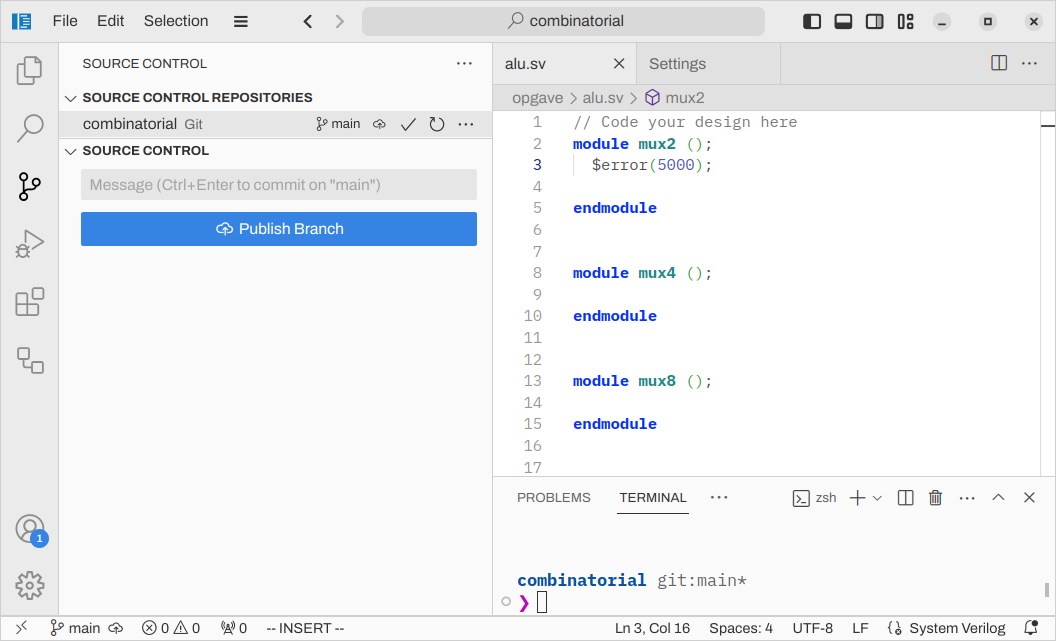 File Edit Selection combinatorial
SOURCE CONTROL
SOURCE CONTROL REPOSITORIES
combinatorial Git main
SOURCE CONTROL
Message (Ctrl+Enter to commit on "main")
Publish Branch
1
alu.sv Settings
opgave > alu.sv > mux2
1 // Code your design here
2 module mux2 ();
3 $error(5000);
4
5 endmodule
6
7
8 module mux4 ();
9
10 endmodule
11
12
13 module mux8 ();
14
15 endmodule
16
17
PROBLEMS TERMINAL ··· zsh
combinatorial git:main*
❯
main 0 0 0 -- INSERT -- Ln 3, Col 16 Spaces: 4 UTF-8 LF System Verilog